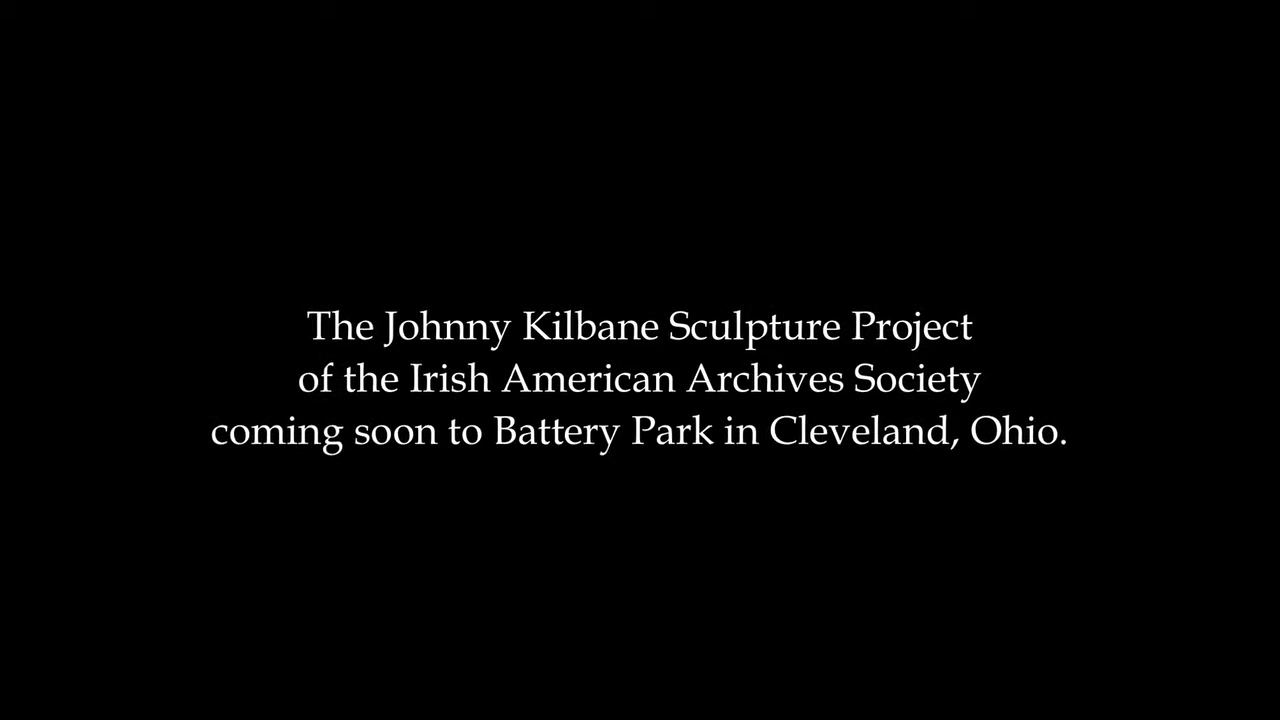 The Johnny Kilbane Sculpture Project
of the Irish American Archives Society
coming soon to Battery Park in Cleveland, Ohio.